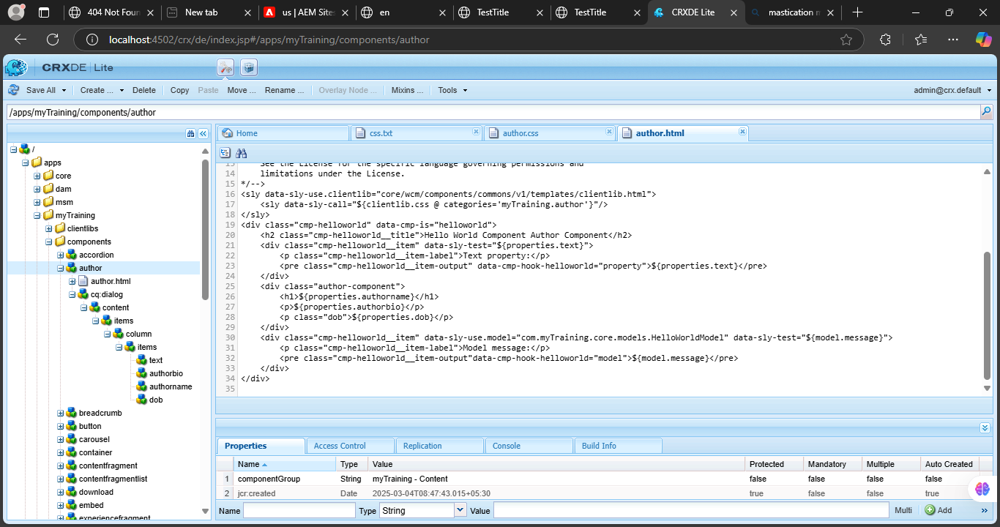 404 Not Foun
New tab
us | AEM Sites
en
TestTitle
TestTitle
CRXDE Lite
mastication m
localhost:4502/crx/de/index.jsp#/apps/myTraining/components/author
CRXDE | Lite
Save All
Create ...
Delete
Copy
Paste
Move ...
Rename ...
Overlay Node ...
Mixins ...
Tools
admin@crx.default
/apps/myTraining/components/author
/
apps
core
dam
msm
myTraining
clientlibs
components
accordion
author
author.html
cq:dialog
content
items
column
items
text
authorbio
authorname
dob
breadcrumb
button
carousel
container
contentfragment
contentfragmentlist
download
embed
experiencefragment
Home
css.txt
author.css
author.html
13 See the License for the specific language governing permissions and
14 limitations under the License.
15 */-->
16 <sly data-sly-use.clientlib="core/wcm/components/commons/v1/templates/clientlib.html">
17 <sly data-sly-call="${clientlib.css @ categories='myTraining.author'}"/>
18 </sly>
19 <div class="cmp-helloworld" data-cmp-is="helloworld">
20 <h2 class="cmp-helloworld__title">Hello World Component Author Component</h2>
21 <div class="cmp-helloworld__item" data-sly-test="${properties.text}">
22 <p class="cmp-helloworld__item-label">Text property:</p>
23 <pre class="cmp-helloworld__item-output" data-cmp-hook-helloworld="property">${properties.text}</pre>
24 </div>
25 <div class="author-component">
26 <h1>${properties.authorname}</h1>
27 <p>${properties.authorbio}</p>
28 <p class="dob">${properties.dob}</p>
29 </div>
30 <div class="cmp-helloworld__item" data-sly-use.model="com.myTraining.core.models.HelloWorldModel" data-sly-test="${model.message}">
31 <p class="cmp-helloworld__item-label">Model message:</p>
32 <pre class="cmp-helloworld__item-output"data-cmp-hook-helloworld="model">${model.message}</pre>
33 </div>
34 </div>
35
Properties
Access Control
Replication
Console
Build Info
Name Type Value Protected Mandatory Multiple Auto Created
1 componentGroup String myTraining - Content false false false false
2 jcr:created Date 2025-03-04T08:47:43.015+05:30 true false false true
Name Type String Value Multi Add »